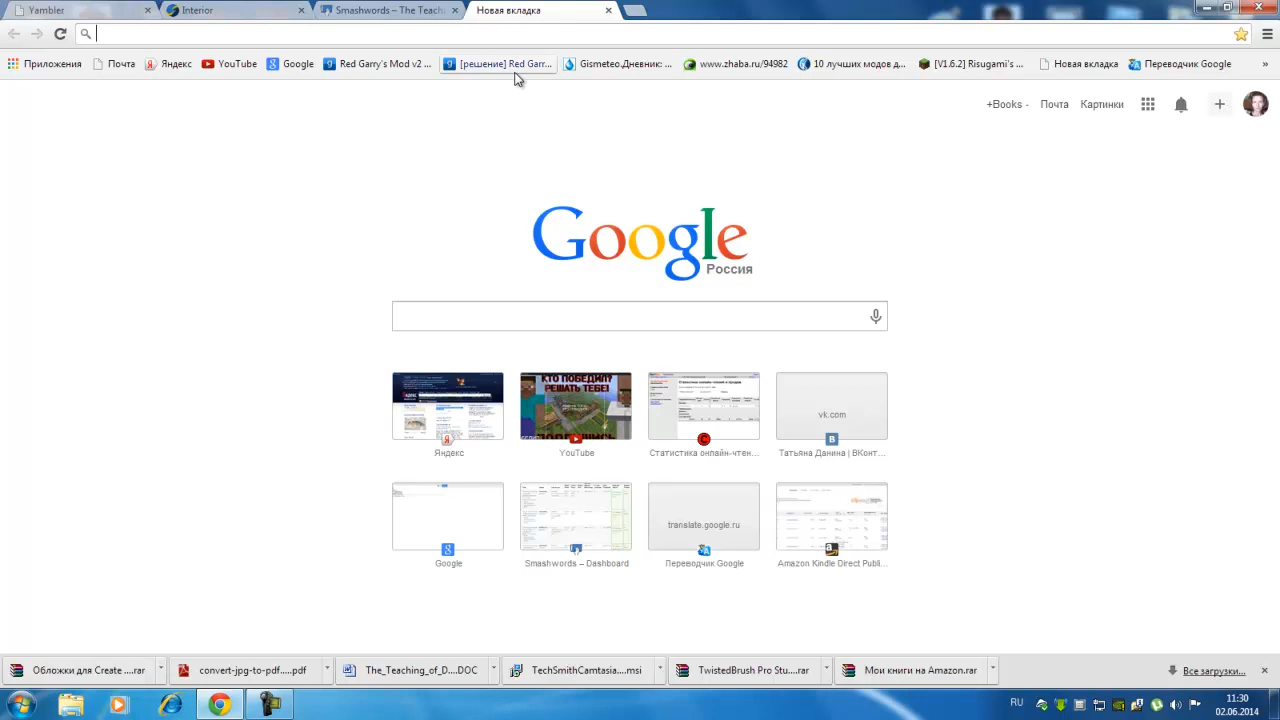 Yambler
Interior
Smashwords – The Teach
Новая вкладка
Приложения
Почта
Яндекс
YouTube
Google
Red Garry's Mod v2 ...
[решение] Red Garr...
Gismeteo.Дневник: ...
www.zhaba.ru/94982
10 лучших модов д...
[V1.6.2] Risugami's ...
Новая вкладка
Переводчик Google
»
+Books -
Почта
Картинки
Google
Россия
КТО ПОБЕДИЛ?
РЕШАТЬ ТЕБЕ!
vk.com
Яндекс
YouTube
Статистика онлайн-чтен...
Татьяна Данина | ВКонт...
translate.google.ru
Google
Smashwords – Dashboard
Переводчик Google
Amazon Kindle Direct Publi...
Обложки для Create ....rar
convert-jpg-to-pdf....pdf
The_Teaching_of_D....DOC
TechSmithCamtasia....msi
TwistedBrush Pro Stu....rar
Мои книги на Amazon.rar
Все загрузки...
RU
11:30
02.06.2014